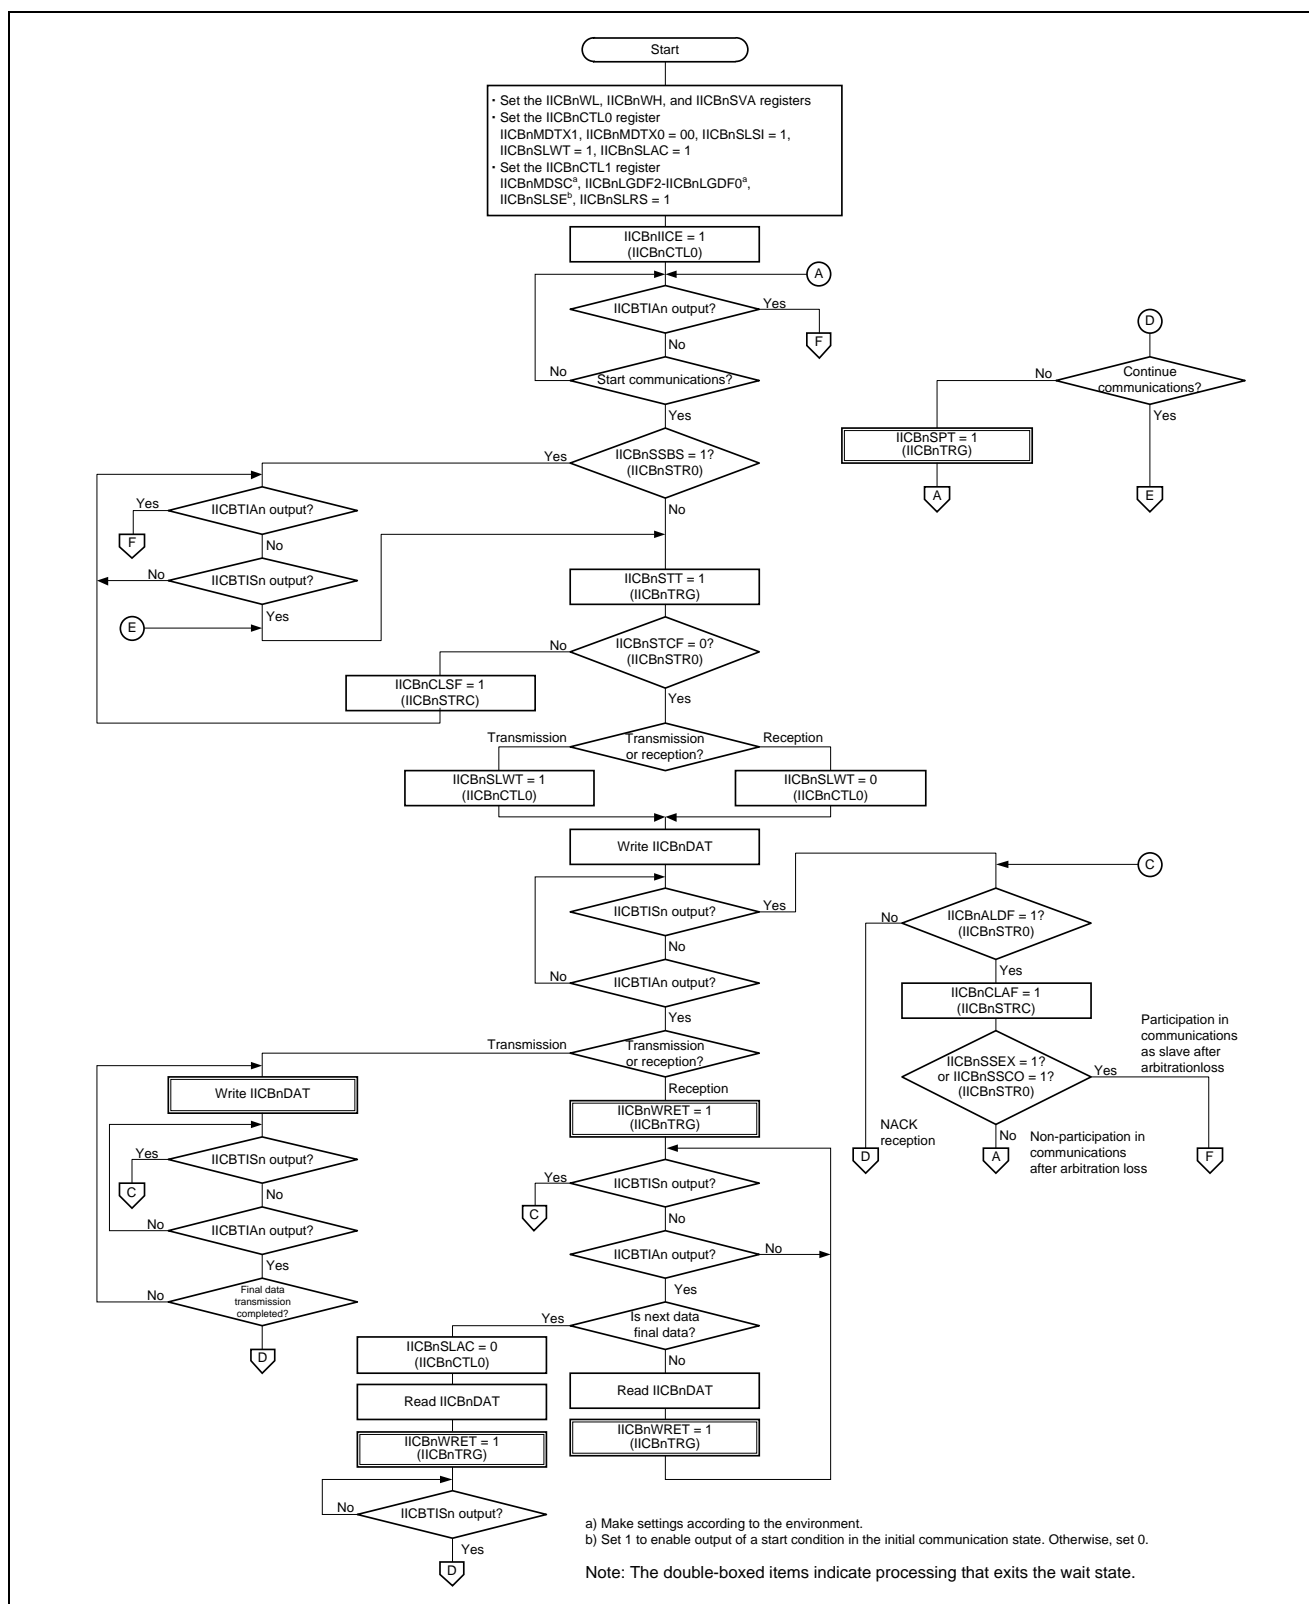 Start
・Set the IICBnWL, IICBnWH, and IICBnSVA registers
・Set the IICBnCTL0 register
IICBnMDTX1, IICBnMDTX0 = 00, IICBnSLSI = 1,
IICBnSLWT = 1, IICBnSLAC = 1
・Set the IICBnCTL1 register
IICBnMDSCa, IICBnLGDF2-IICBnLGDF0a,
IICBnSLSEb, IICBnSLRS = 1
IICBnIICE = 1
(IICBnCTL0)
A
IICBTIAn output?
Yes
F
No
Start communications?
No
Yes
D
Continue
communications?
No
Yes
IICBnSPT = 1
(IICBnTRG)
A
E
IICBnSSBS = 1?
(IICBnSTR0)
Yes
No
IICBTIAn output?
Yes
F
No
IICBTISn output?
No
Yes
E
IICBnSTT = 1
(IICBnTRG)
IICBnSTCF = 0?
(IICBnSTR0)
No
Yes
IICBnCLSF = 1
(IICBnSTRC)
Transmission
or reception?
Transmission
Reception
IICBnSLWT = 1
(IICBnCTL0)
IICBnSLWT = 0
(IICBnCTL0)
Write IICBnDAT
IICBTISn output?
Yes
No
IICBTIAn output?
No
Yes
C
IICBnALDF = 1?
(IICBnSTR0)
No
Yes
IICBnCLAF = 1
(IICBnSTRC)
IICBnSSEX = 1?
or IICBnSSCO = 1?
(IICBnSTR0)
Yes
Participation in
communications
as slave after
arbitrationloss
No
Non-participation in
communications
after arbitration loss
NACK
reception
D
A
F
Transmission
or reception?
Transmission
Reception
Write IICBnDAT
IICBTISn output?
Yes
C
No
IICBTIAn output?
No
Yes
Final data
transmission
completed?
No
D
IICBnWRET = 1
(IICBnTRG)
IICBTISn output?
Yes
C
No
IICBTIAn output?
No
Yes
Is next data
final data?
Yes
No
IICBnSLAC = 0
(IICBnCTL0)
Read IICBnDAT
IICBnWRET = 1
(IICBnTRG)
Read IICBnDAT
IICBnWRET = 1
(IICBnTRG)
IICBTISn output?
No
Yes
D
a) Make settings according to the environment.
b) Set 1 to enable output of a start condition in the initial communication state. Otherwise, set 0.
Note: The double-boxed items indicate processing that exits the wait state.